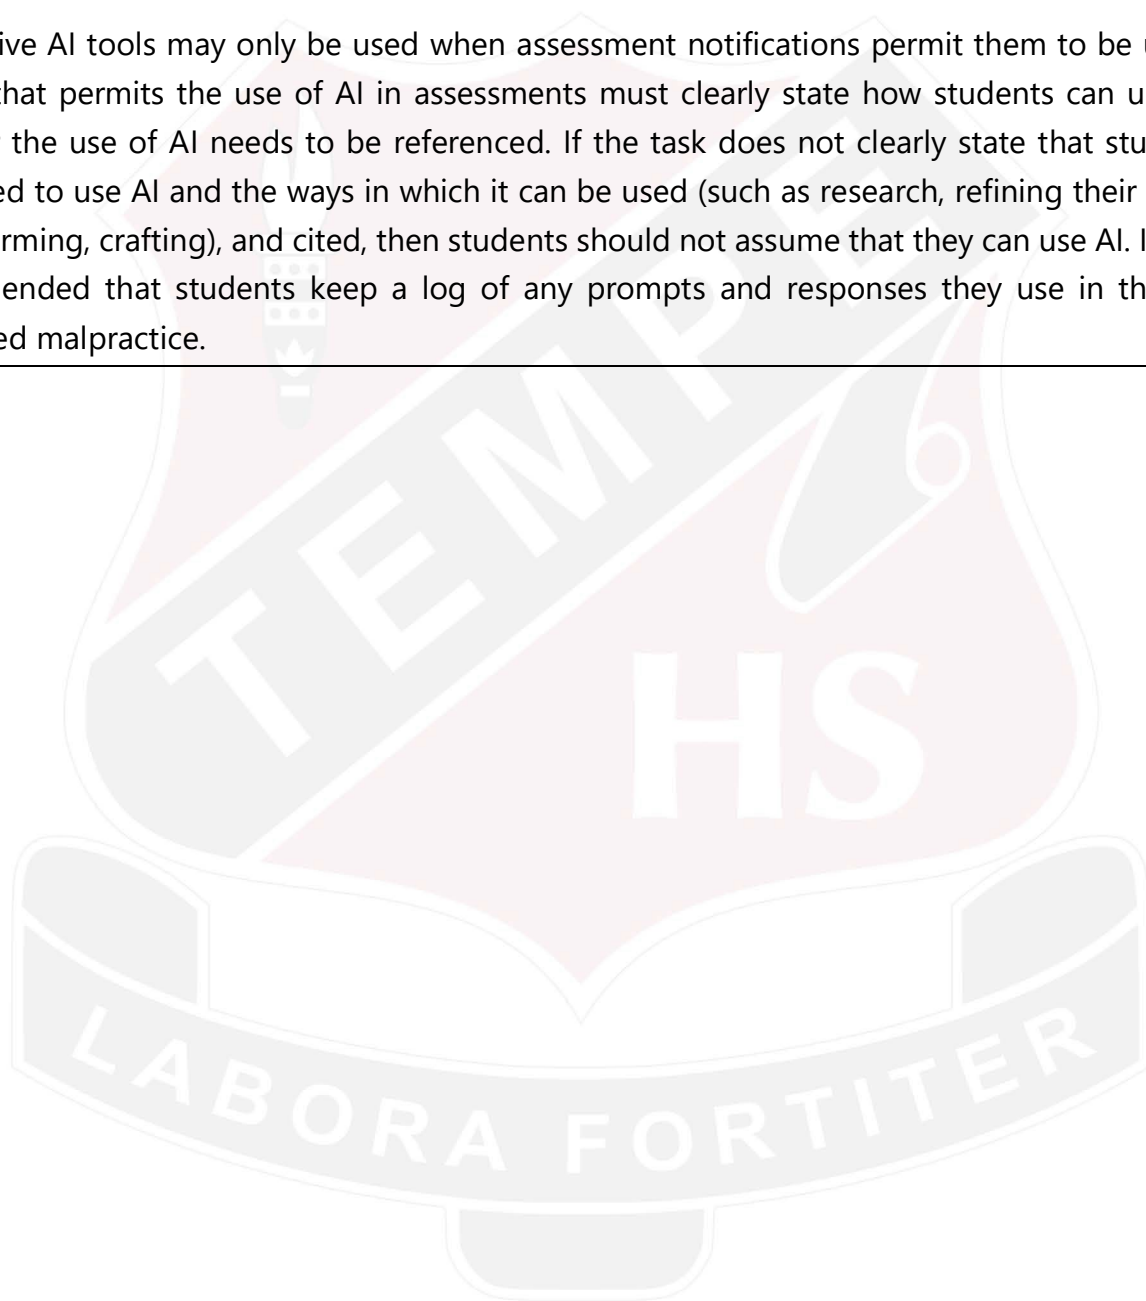 ive AI tools may only be used when assessment notifications permit them to be
that permits the use of AI in assessments must clearly state how students can u
the use of AI needs to be referenced. If the task does not clearly state that stu
ed to use AI and the ways in which it can be used (such as research, refining their
rming, crafting), and cited, then students should not assume that they can use AI. I
ended that students keep a log of any prompts and responses they use in th
ed malpractice.
TEMPE
HS
LABORA FORTITER